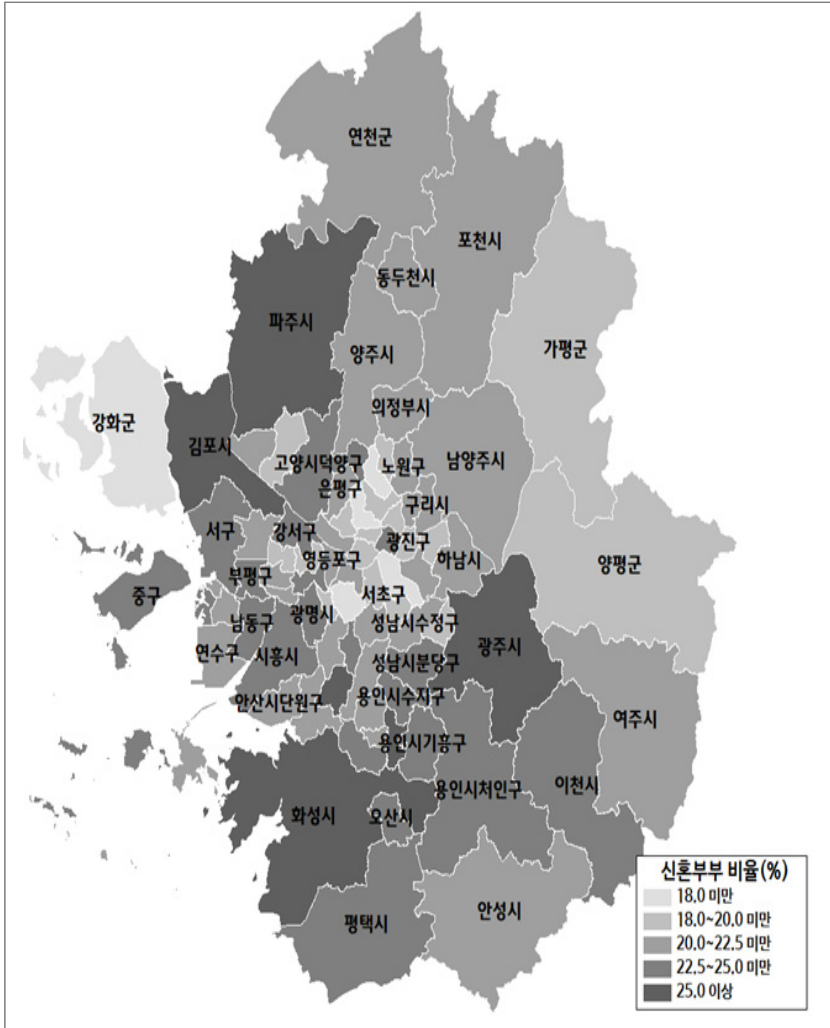 연천군
포천시
동두천시
파주시
양주시
가평군
강화군
의정부시
김포시
고양시덕양구
노원구
남양주시
은평구
구리시
서구
강서구
광진구
영등포구
하남시
양평군
부평구
중구
서초구
광명시
남동구
성남시수정구
연수구
시흥시
성남시분당구
광주시
안산시단원구
용인시수지구
여주시
용인시기흥구
용인시처인구
이천시
화성시
오산시
평택시
안성시
신혼부부 비율(%)
18.0 미만
18.0~20.0 미만
20.0~22.5 미만
22.5~25.0 미만
25.0 이상